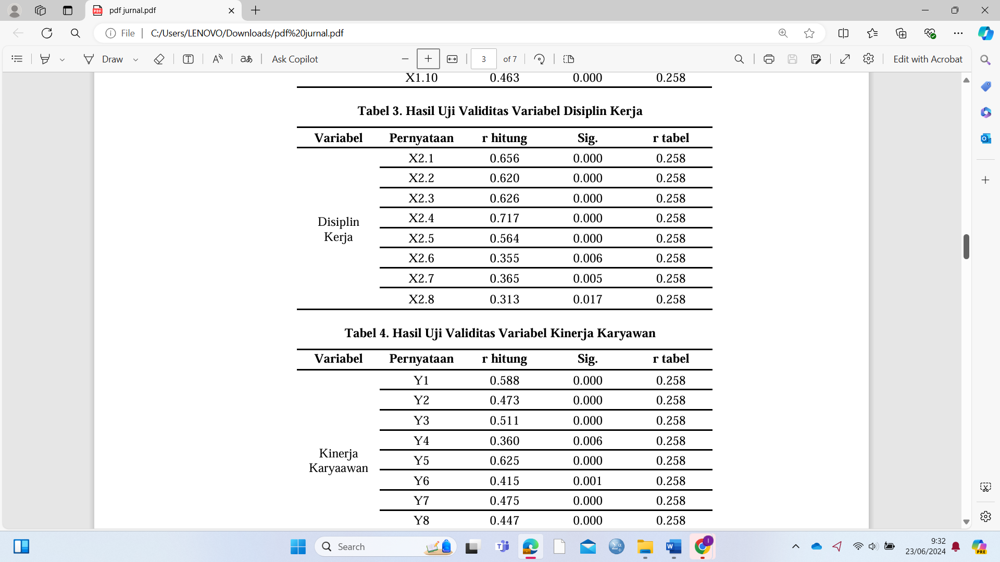 pdf jurnal.pdf
File
C:/Users/LENOVO/Downloads/pdf%20jurnal.pdf
Draw
aあ
Ask Copilot
3
of 7
Edit with Acrobat
X1.10 0.463 0.000 0.258
Tabel 3. Hasil Uji Validitas Variabel Disiplin Kerja
Variabel Pernyataan r hitung Sig. r tabel
X2.1 0.656 0.000 0.258
X2.2 0.620 0.000 0.258
X2.3 0.626 0.000 0.258
Disiplin
Kerja
X2.4 0.717 0.000 0.258
X2.5 0.564 0.000 0.258
X2.6 0.355 0.006 0.258
X2.7 0.365 0.005 0.258
X2.8 0.313 0.017 0.258
Tabel 4. Hasil Uji Validitas Variabel Kinerja Karyawan
Variabel Pernyataan r hitung Sig. r tabel
Y1 0.588 0.000 0.258
Y2 0.473 0.000 0.258
Y3 0.511 0.000 0.258
Y4 0.360 0.006 0.258
Kinerja
Karyaawan
Y5 0.625 0.000 0.258
Y6 0.415 0.001 0.258
Y7 0.475 0.000 0.258
Y8 0.447 0.000 0.258
Search
9:32
23/06/2024
PRE